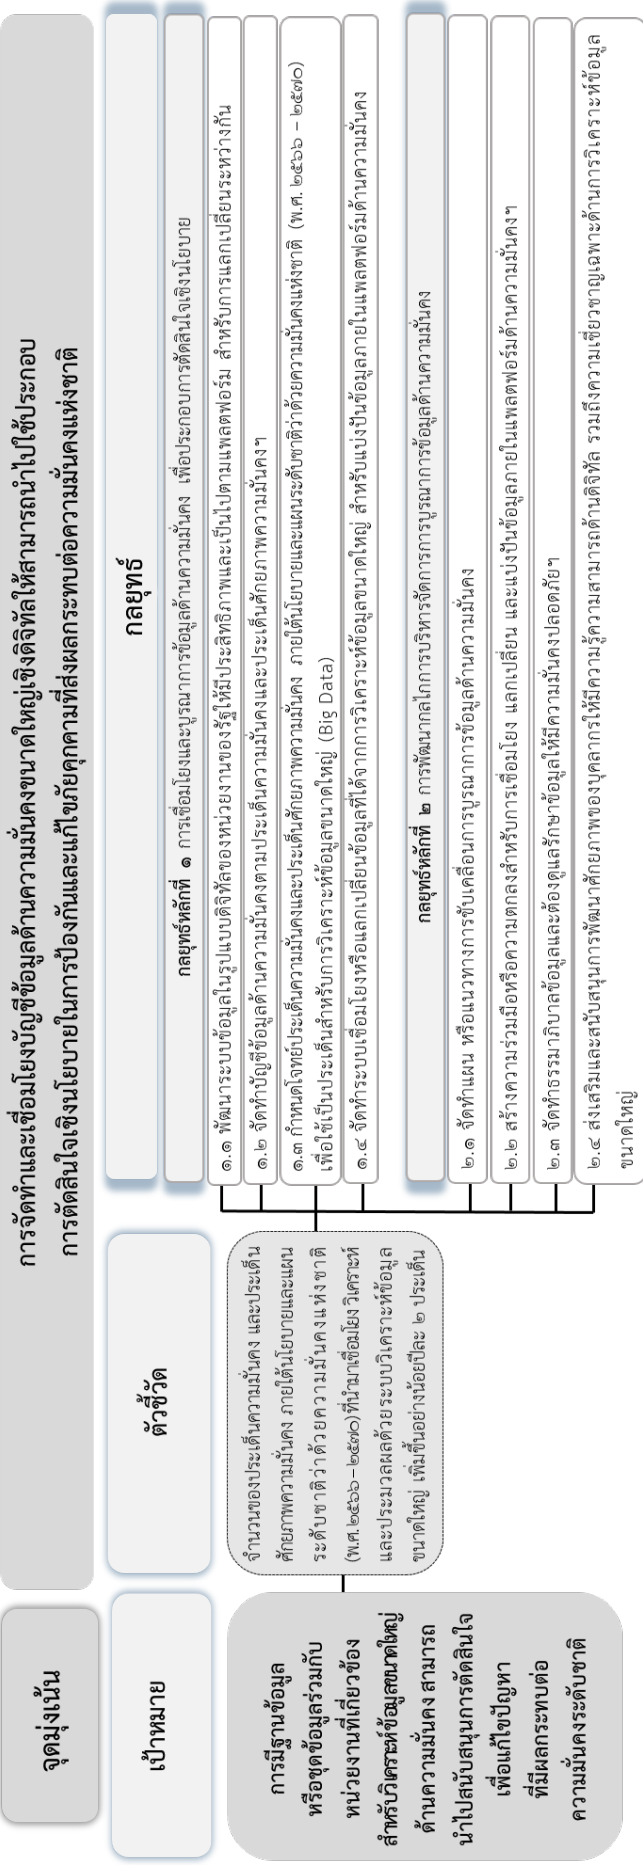 จุดมุ่งเน้น
การจัดทำและเชื่อมโยงบัญชีข้อมูลด้านความมั่นคงขนาดใหญ่เชิงดิจิทัลให้สามารถนำไปใช้ประกอบ
การตัดสินใจเชิงนโยบายในการป้องกันและแก้ไขภัยคุกคามที่ส่งผลกระทบต่อความมั่นคงแห่งชาติ
เป้าหมาย
ตัวชี้วัด
กลยุทธ์
การมีฐานข้อมูล
หรือชุดข้อมูลร่วมกับ
หน่วยงานที่เกี่ยวข้อง
สำหรับวิเคราะห์ข้อมูลขนาดใหญ่
ด้านความมั่นคง สามารถ
นำไปสนับสนุนการตัดสินใจ
เพื่อแก้ไขปัญหา
ที่มีผลกระทบต่อ
ความมั่นคงระดับชาติ
จำนวนของประเด็นความมั่นคง และประเด็น
ศักยภาพความมั่นคง ภายใต้นโยบายและแผน
ระดับชาติว่าด้วยความมั่นคงแห่งชาติ
(พ.ศ. ๒๕๖๖ – ๒๕๗๐) ที่นำมาเชื่อมโยง วิเคราะห์
และประมวลผลด้วยระบบวิเคราะห์ข้อมูล
ขนาดใหญ่ เพิ่มขึ้นอย่างน้อยปีละ ๒ ประเด็น
กลยุทธ์หลักที่ ๑ การเชื่อมโยงและบูรณาการข้อมูลด้านความมั่นคง เพื่อประกอบการตัดสินใจเชิงนโยบาย
๑.๑ พัฒนาระบบข้อมูลในรูปแบบดิจิทัลของหน่วยงานของรัฐให้มีประสิทธิภาพและเป็นไปตามแพลตฟอร์ม สำหรับการแลกเปลี่ยนระหว่างกัน
๑.๒ จัดทำบัญชีข้อมูลด้านความมั่นคงตามประเด็นความมั่นคงและประเด็นศักยภาพความมั่นคงฯ
๑.๓ กำหนดโจทย์ประเด็นความมั่นคงและประเด็นศักยภาพความมั่นคง ภายใต้นโยบายและแผนระดับชาติว่าด้วยความมั่นคงแห่งชาติ (พ.ศ. ๒๕๖๖ – ๒๕๗๐)
เพื่อใช้เป็นประเด็นสำหรับการวิเคราะห์ข้อมูลขนาดใหญ่ (Big Data)
๑.๔ จัดทำระบบเชื่อมโยงหรือแลกเปลี่ยนข้อมูลที่ได้จากการวิเคราะห์ข้อมูลขนาดใหญ่ สำหรับแบ่งปันข้อมูลภายในแพลตฟอร์มด้านความมั่นคง
กลยุทธ์หลักที่ ๒ การพัฒนากลไกการบริหารจัดการการบูรณาการข้อมูลด้านความมั่นคง
๒.๑ จัดทำแผน หรือแนวทางการขับเคลื่อนการบูรณาการข้อมูลด้านความมั่นคง
๒.๒ สร้างความร่วมมือหรือความตกลงสำหรับการเชื่อมโยง แลกเปลี่ยน และแบ่งปันข้อมูลภายในแพลตฟอร์มด้านความมั่นคงฯ
๒.๓ จัดทำธรรมาภิบาลข้อมูลและต้องดูแลรักษาข้อมูลให้มีความมั่นคงปลอดภัยฯ
๒.๔ ส่งเสริมและสนับสนุนการพัฒนาศักยภาพของบุคลากรให้มีความรู้ความสามารถด้านดิจิทัล รวมถึงความเชี่ยวชาญเฉพาะด้านการวิเคราะห์ข้อมูล
ขนาดใหญ่